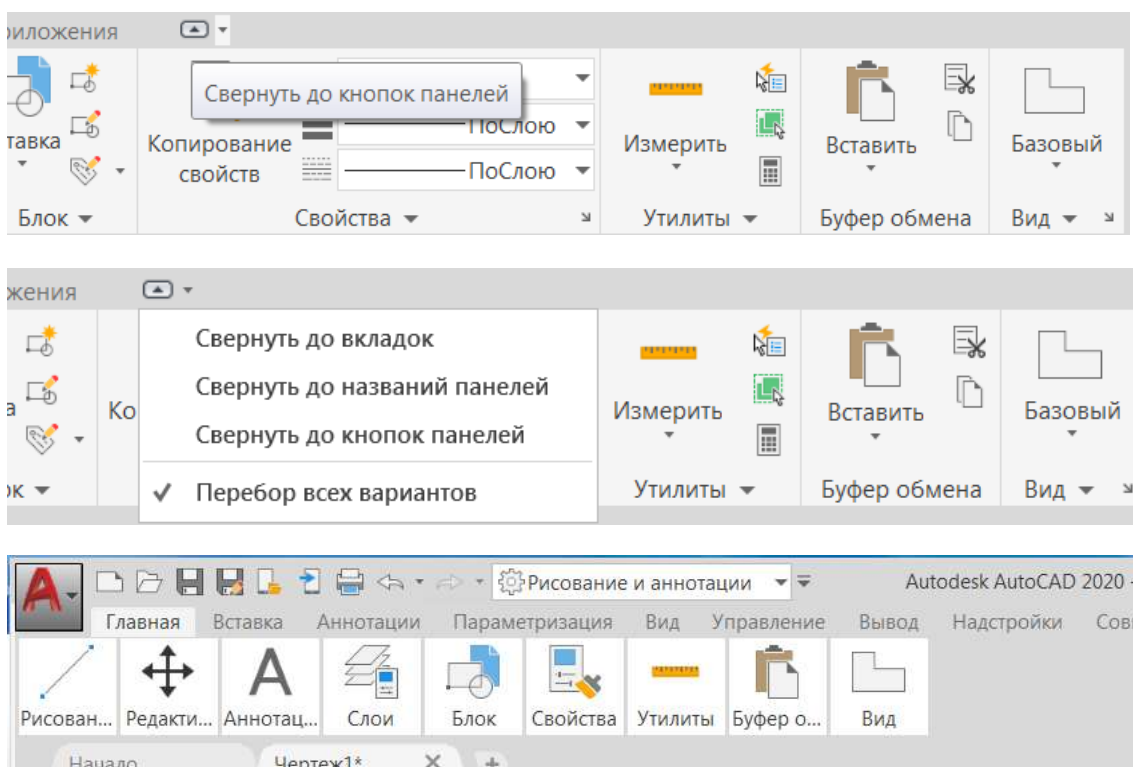 риложения
Свернуть до кнопок панелей
тавка
Копирование
свойств
ПоСлою
ПоСлою
Измерить
Вставить
Базовый
Блок
Свойства
Утилиты
Буфер обмена
Вид
жения
Свернуть до вкладок
Свернуть до названий панелей
Свернуть до кнопок панелей
Перебор всех вариантов
а
Ко
Измерить
Вставить
Базовый
ок
Утилиты
Буфер обмена
Вид
A
Рисование и аннотации
Autodesk AutoCAD 2020 -
Главная Вставка Аннотации Параметризация Вид Управление Вывод Надстройки Сов
A
Рисован... Редакти... Аннотац... Слои Блок Свойства Утилиты Буфер о... Вид
Начало Чертеж1*